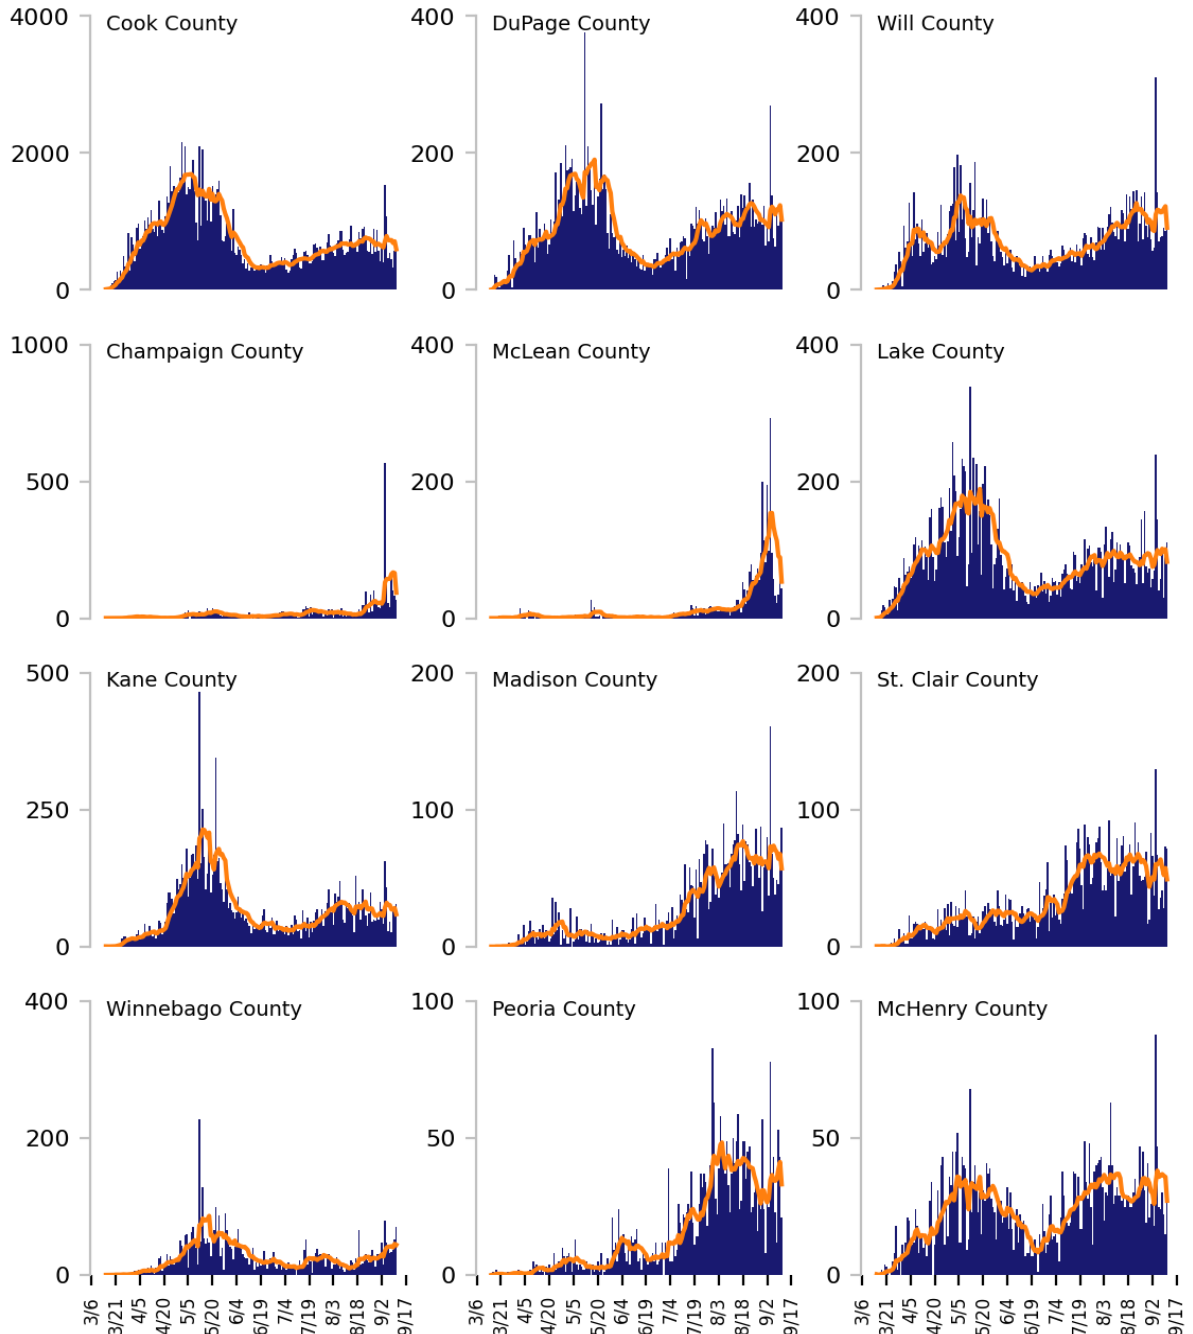 4000 Cook County 400 DuPage County 400 Will County
2000 200 200
0 0 0
1000 Champaign County 400 McLean County 400 Lake County
500 200 200
0 0 0
500 Kane County 200 Madison County 200 St. Clair County
250 100 100
0 0 0
400 Winnebago County 100 Peoria County 100 McHenry County
200 50 50
0 0 0
3/6 3/21 4/5 4/20 5/5 5/20 6/4 6/19 7/4 7/19 8/3 8/18 9/2 9/17 3/6 3/21 4/5 4/20 5/5 5/20 6/4 6/19 7/4 7/19 8/3 8/18 9/2 9/17 3/6 3/21 4/5 4/20 5/5 5/20 6/4 6/19 7/4 7/19 8/3 8/18 9/2 9/17